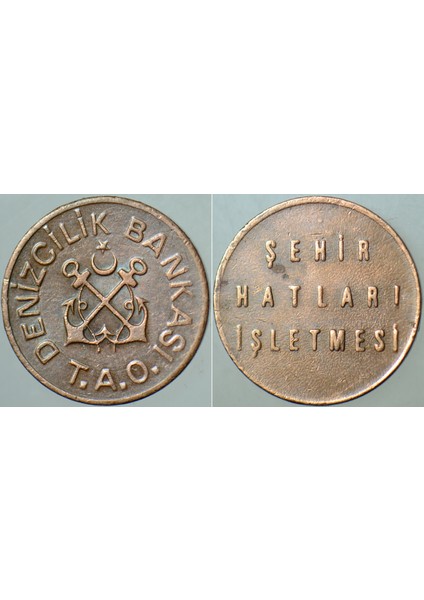 DENİZCİLİK BANKASI
T.A.O.
ŞEHİR
HATLARI
İŞLETMESİ